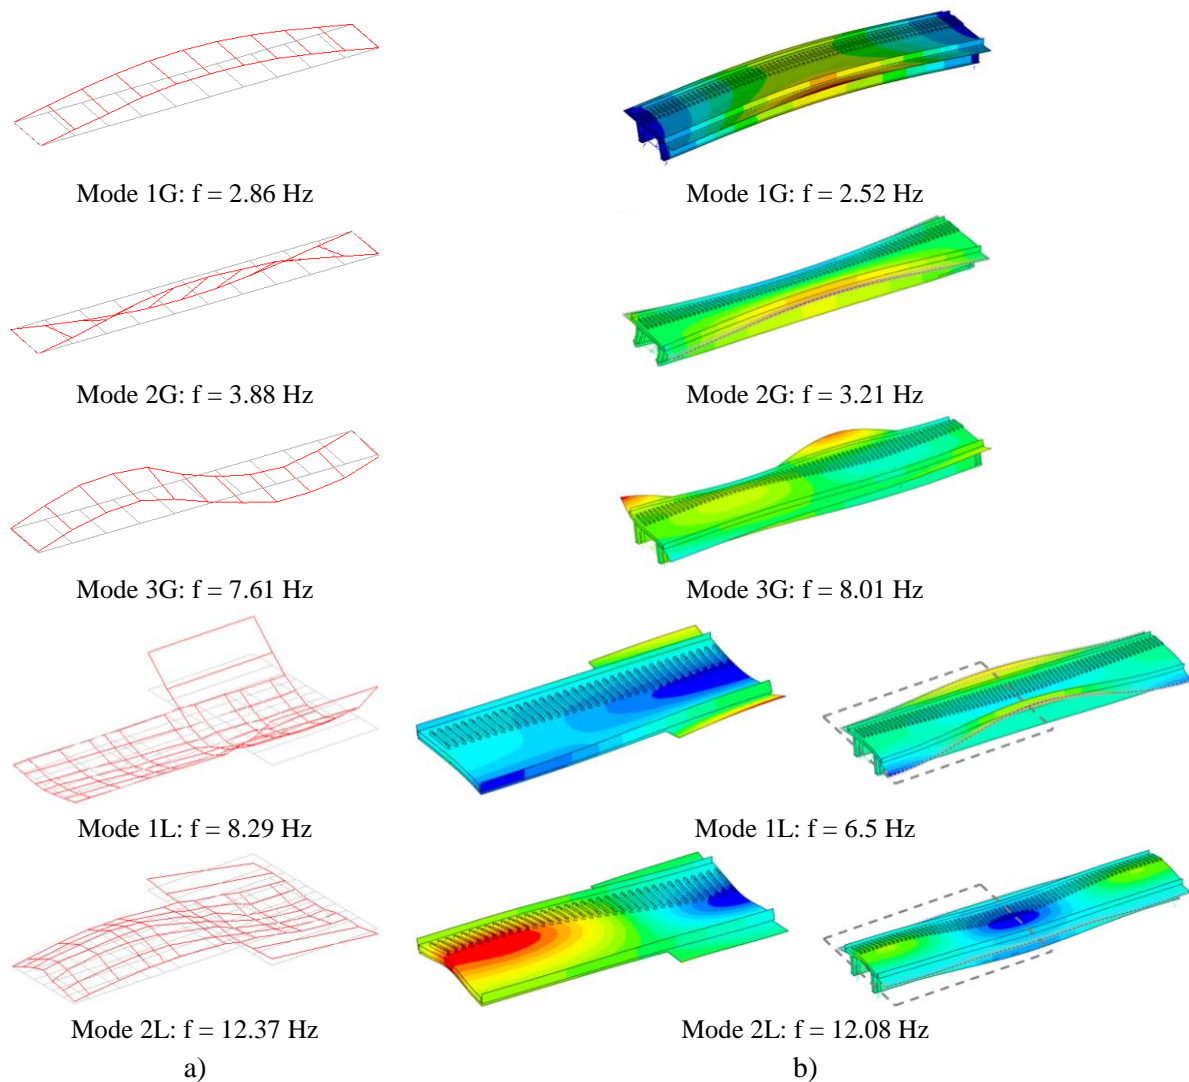 Mode 1G: f = 2.86 Hz
Mode 1G: f = 2.52 Hz
Mode 2G: f = 3.88 Hz
Mode 2G: f = 3.21 Hz
Mode 3G: f = 7.61 Hz
Mode 3G: f = 8.01 Hz
Mode 1L: f = 8.29 Hz
Mode 1L: f = 6.5 Hz
Mode 2L: f = 12.37 Hz
Mode 2L: f = 12.08 Hz
a)
b)